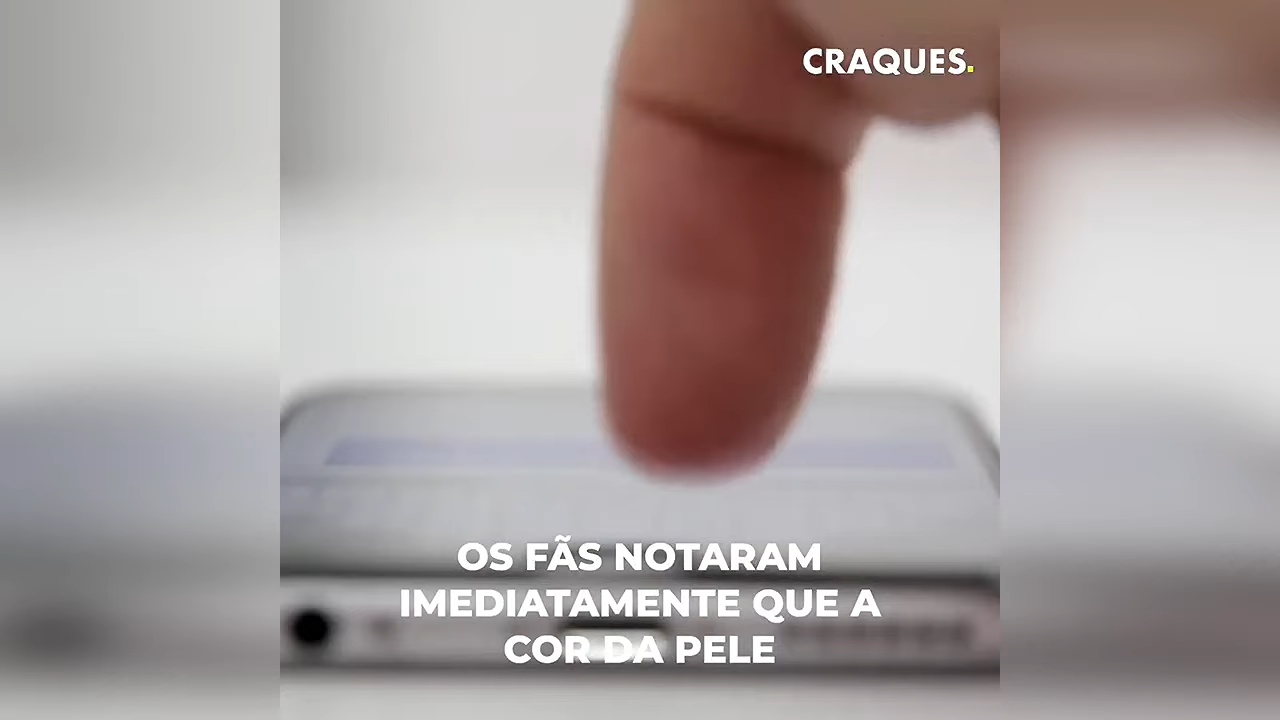 CRAQUES.
OS FÃS NOTARAM
IMEDIATAMENTE QUE A
COR DA PELE